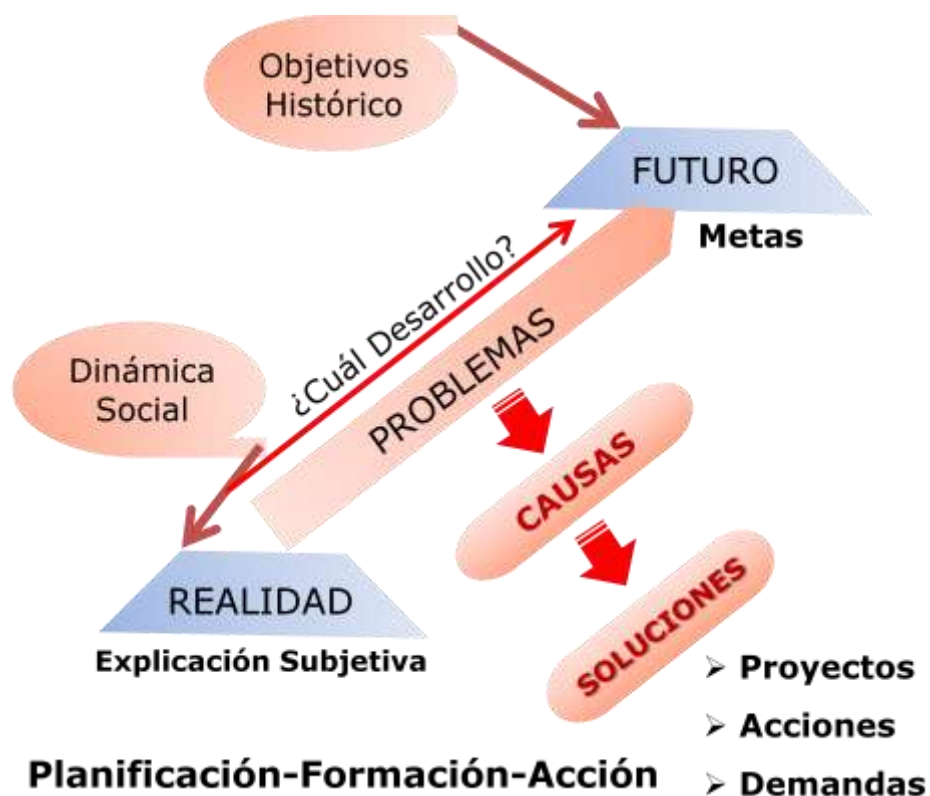 Objetivos
Histórico
FUTURO
Metas
¿Cuál Desarrollo?
PROBLEMAS
Dinámica
Social
CAUSAS
REALIDAD
Explicación Subjetiva
SOLUCIONES
➢ Proyectos
➢ Acciones
➢ Demandas
Planificación-Formación-Acción